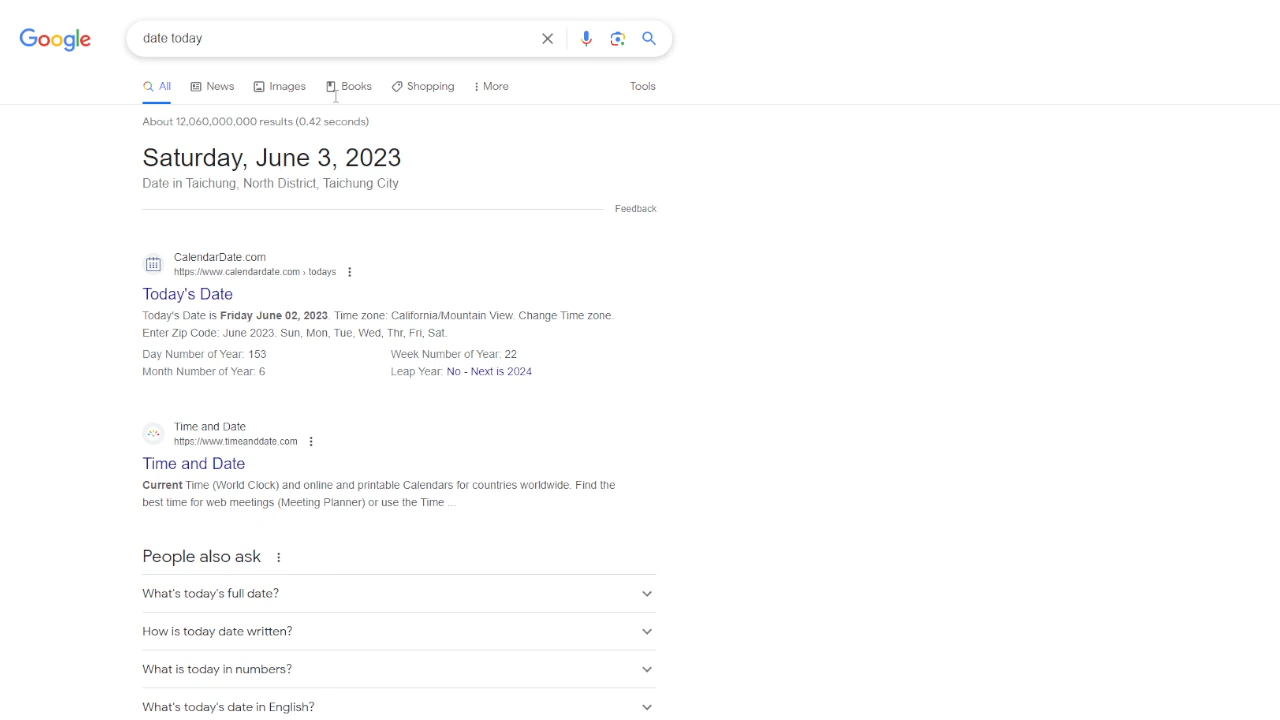 Google
date today
All
News
Images
Books
Shopping
More
Tools
About 12,060,000,000 results (0.42 seconds)
Saturday, June 3, 2023
Date in Taichung, North District, Taichung City
Feedback
CalendarDate.com
https://www.calendardate.com › todays
Today's Date
Today's Date is Friday June 02, 2023. Time zone: California/Mountain View. Change Time zone.
Enter Zip Code: June 2023. Sun, Mon, Tue, Wed, Thr, Fri, Sat.
Day Number of Year: 153
Week Number of Year: 22
Month Number of Year: 6
Leap Year: No - Next is 2024
Time and Date
https://www.timeanddate.com
Time and Date
Current Time (World Clock) and online and printable Calendars for countries worldwide. Find the
best time for web meetings (Meeting Planner) or use the Time ...
People also ask
What's today's full date?
How is today date written?
What is today in numbers?
What's today's date in English?